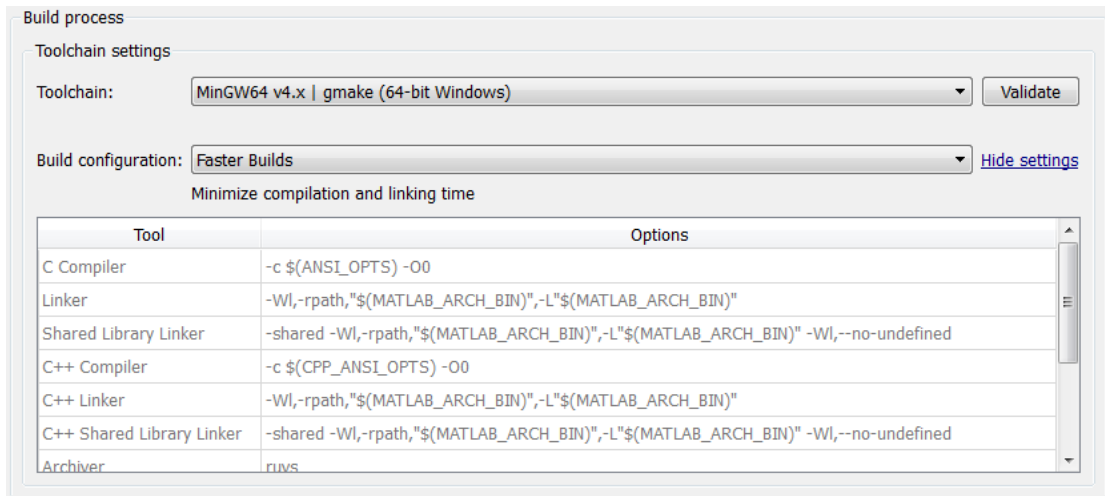 Build process
Toolchain settings
Toolchain: MinGW64 v4.x | gmake (64-bit Windows) Validate
Build configuration: Faster Builds Hide settings
Minimize compilation and linking time
Tool Options
C Compiler -c $(ANSI_OPTS) -O0
Linker -Wl,-rpath,"$(MATLAB_ARCH_BIN)",-L"$(MATLAB_ARCH_BIN)"
Shared Library Linker -shared -Wl,-rpath,"$(MATLAB_ARCH_BIN)",-L"$(MATLAB_ARCH_BIN)" -Wl,--no-undefined
C++ Compiler -c $(CPP_ANSI_OPTS) -O0
C++ Linker -Wl,-rpath,"$(MATLAB_ARCH_BIN)",-L"$(MATLAB_ARCH_BIN)"
C++ Shared Library Linker -shared -Wl,-rpath,"$(MATLAB_ARCH_BIN)",-L"$(MATLAB_ARCH_BIN)" -Wl,--no-undefined
Archiver ruvs